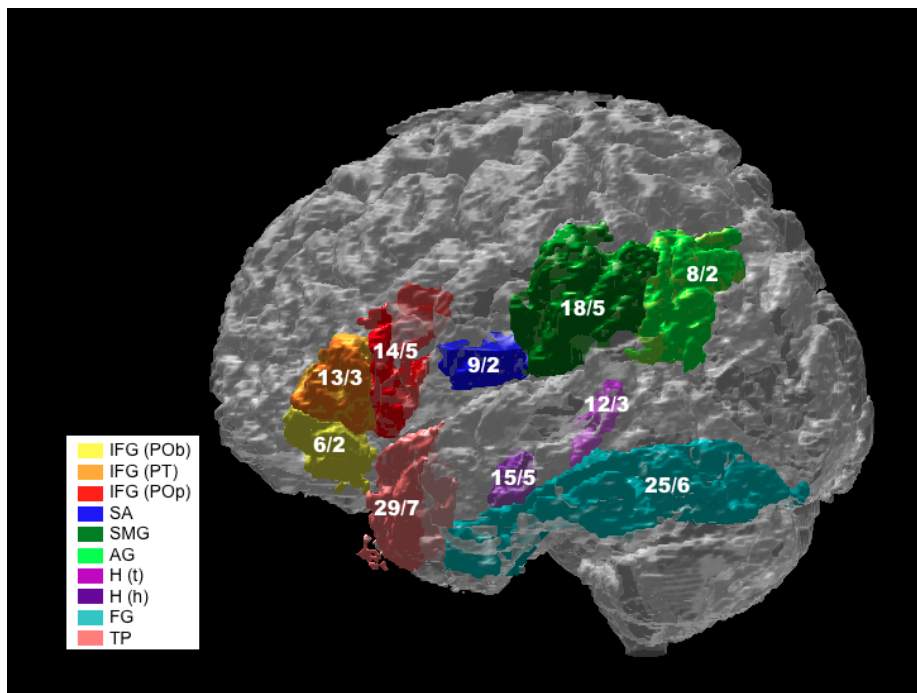 8/2
18/5
14/5
9/2
13/3
12/3
6/2
15/5
25/6
29/7
IFG (POb)
IFG (PT)
IFG (POp)
SA
SMG
AG
H (t)
H (h)
FG
TP